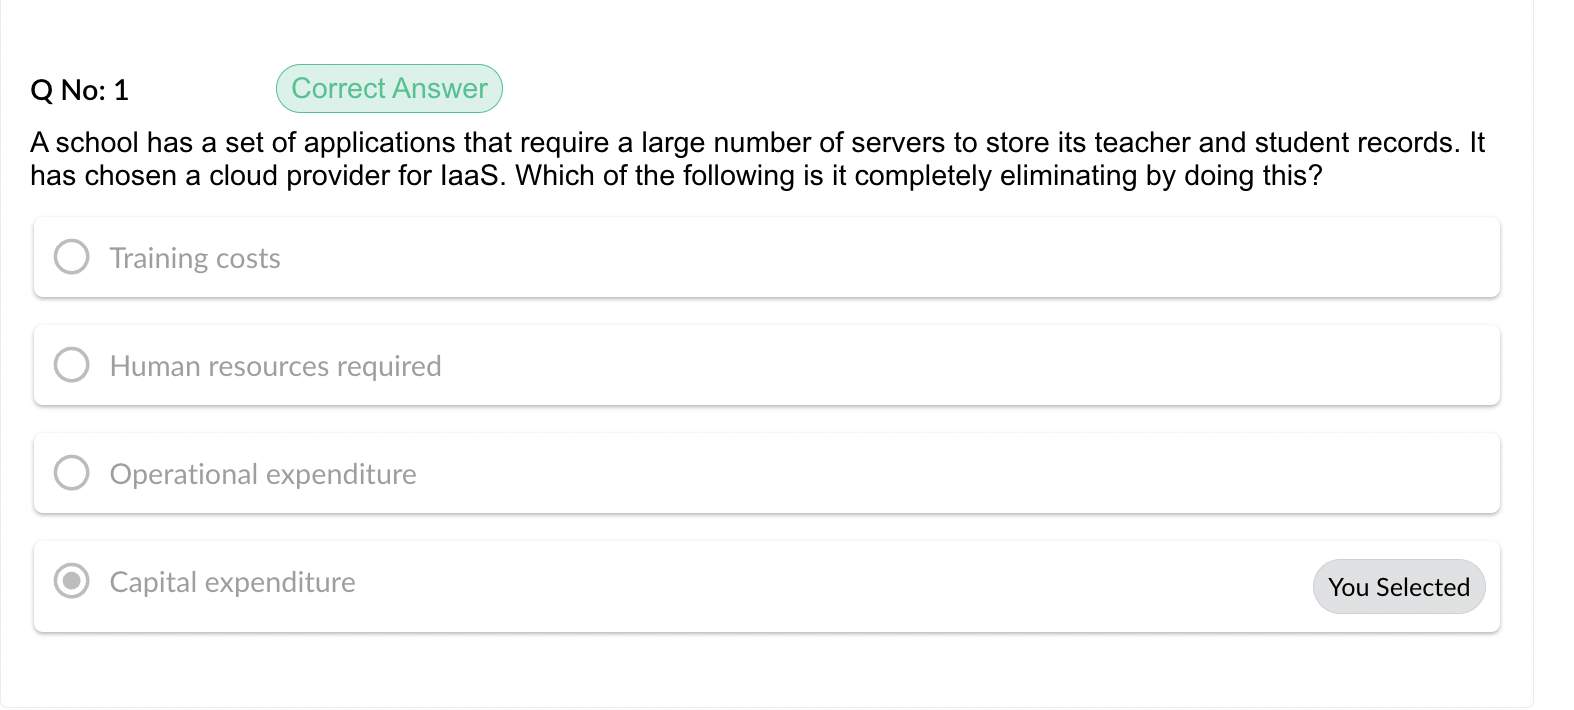 Q No: 1
Correct Answer
A school has a set of applications that require a large number of servers to store its teacher and student records. It
has chosen a cloud provider for IaaS. Which of the following is it completely eliminating by doing this?
Training costs
Human resources required
Operational expenditure
Capital expenditure
You Selected